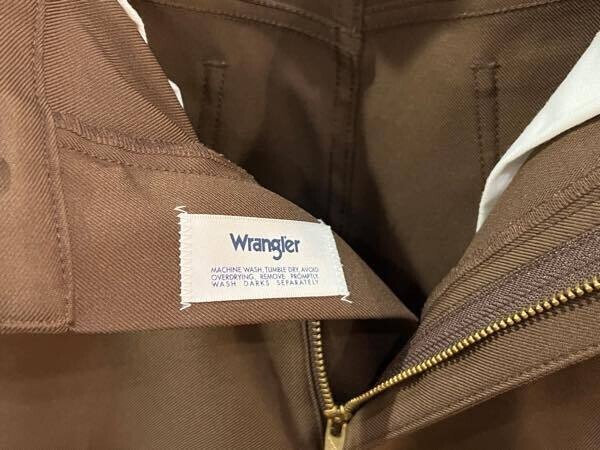 Wrangler
MACHINE WASH, TUMBLE DRY, AVOID
OVERDRYING. REMOVE PROMPTLY.
WASH DARKS SEPARATELY